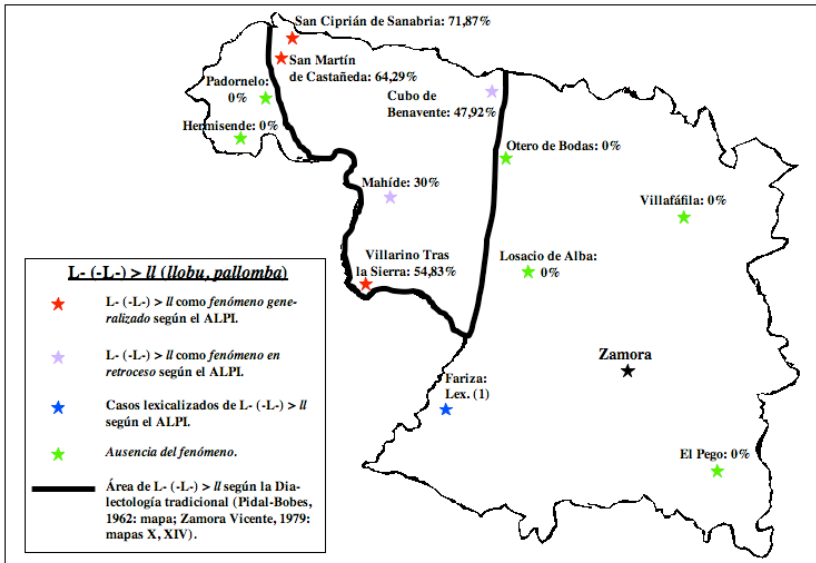 San Ciprián de Sanabria: 71,87%
San Martín
de Castañeda: 64,29%
Padornelo:
0%
Cubo de
Benavente: 47,92%
Hermisende: 0%
Otero de Bodas: 0%
Mahíde: 30%
Villafáfila: 0%
Villarino Tras
la Sierra: 54,83%
Losacio de Alba:
0%
Zamora
Fariza:
Lex. (1)
El Pego: 0%
L- (-L-) > ll (llobu, pallomba)
L- (-L-) > ll como fenómeno gene-
ralizado según el ALPI.
L- (-L-) > ll como fenómeno en
retroceso según el ALPI.
Casos lexicalizados de L- (-L-) > ll
según el ALPI.
Ausencia del fenómeno.
Área de L- (-L-) > ll según la Dia-
lectología tradicional (Pidal-Bobes,
1962: mapa; Zamora Vicente, 1979:
mapas X, XIV).